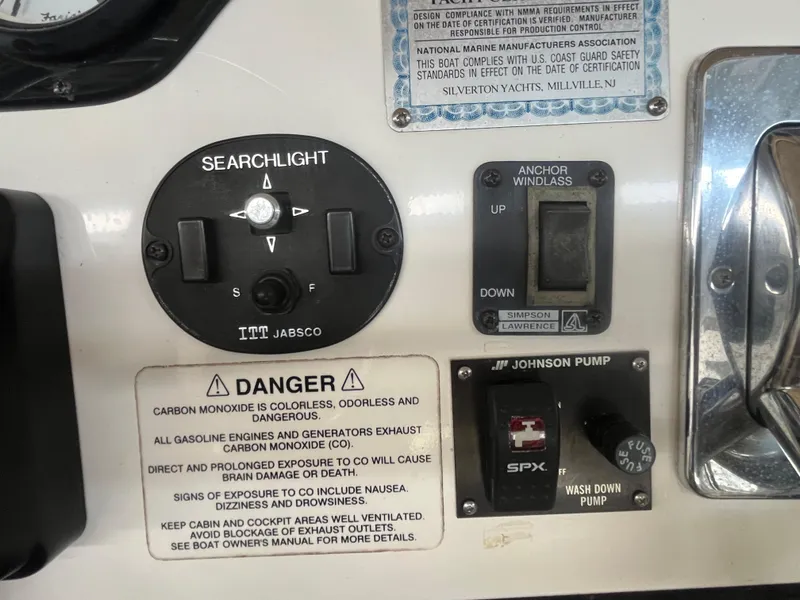 YACHT
DESIGN COMPLIANCE WITH NMMA REQUIREMENTS IN EFFECT
ON THE DATE OF CERTIFICATION IS VERIFIED. MANUFACTURER
RESPONSIBLE FOR PRODUCTION CONTROL
NATIONAL MARINE MANUFACTURERS ASSOCIATION
THIS BOAT COMPLIES WITH U.S. COAST GUARD SAFETY
STANDARDS IN EFFECT ON THE DATE OF CERTIFICATION
SILVERTON YACHTS, MILLVILLE, NJ
SEARCHLIGHT
S F
ITT JABSCO
ANCHOR
WINDLASS
UP
DOWN
SIMPSON
LAWRENCE
DANGER
CARBON MONOXIDE IS COLORLESS, ODORLESS AND
DANGEROUS.
ALL GASOLINE ENGINES AND GENERATORS EXHAUST
CARBON MONOXIDE (CO).
DIRECT AND PROLONGED EXPOSURE TO CO WILL CAUSE
BRAIN DAMAGE OR DEATH.
SIGNS OF EXPOSURE TO CO INCLUDE NAUSEA.
DIZZINESS AND DROWSINESS.
KEEP CABIN AND COCKPIT AREAS WELL VENTILATED.
AVOID BLOCKAGE OF EXHAUST OUTLETS.
SEE BOAT OWNER'S MANUAL FOR MORE DETAILS.
JOHNSON PUMP
SPX
FUSE FUSE
WASH DOWN
PUMP